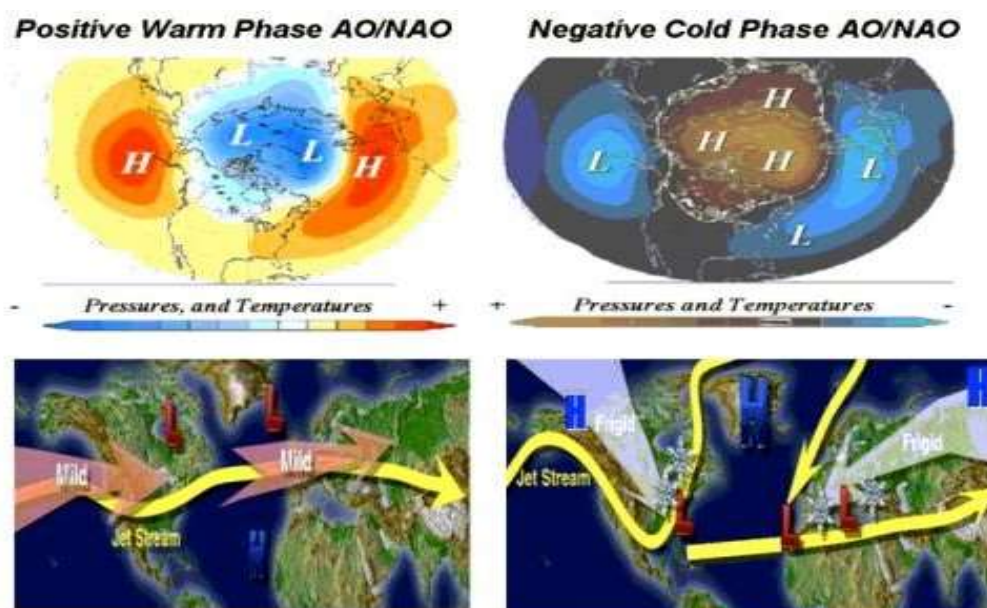 Positive Warm Phase AO/NAO
Negative Cold Phase AO/NAO
H
L
L
H
L
H
H
H
L
L
- Pressures, and Temperatures +
+ Pressures and Temperatures -
L
L
Mild
Mild
Jet Stream
H
H
Frigid
H
H
Frigid
Jet Stream
L
L
L